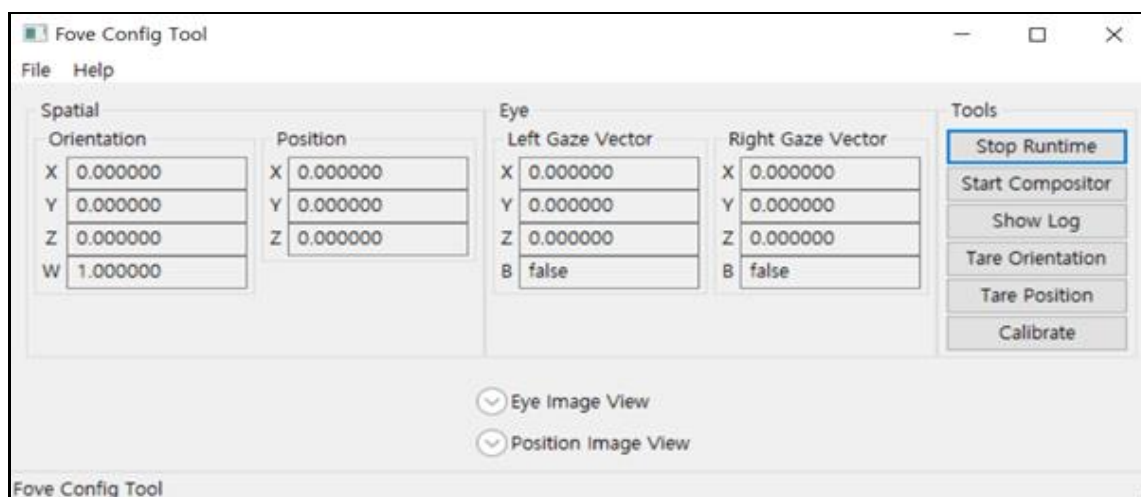 Fove Config Tool
File Help
Spatial
Orientation
X 0.000000
Y 0.000000
Z 0.000000
W 1.000000
Position
X 0.000000
Y 0.000000
Z 0.000000
Eye
Left Gaze Vector
X 0.000000
Y 0.000000
Z 0.000000
B false
Right Gaze Vector
X 0.000000
Y 0.000000
Z 0.000000
B false
Tools
Stop Runtime
Start Compositor
Show Log
Tare Orientation
Tare Position
Calibrate
Eye Image View
Position Image View
Fove Config Tool